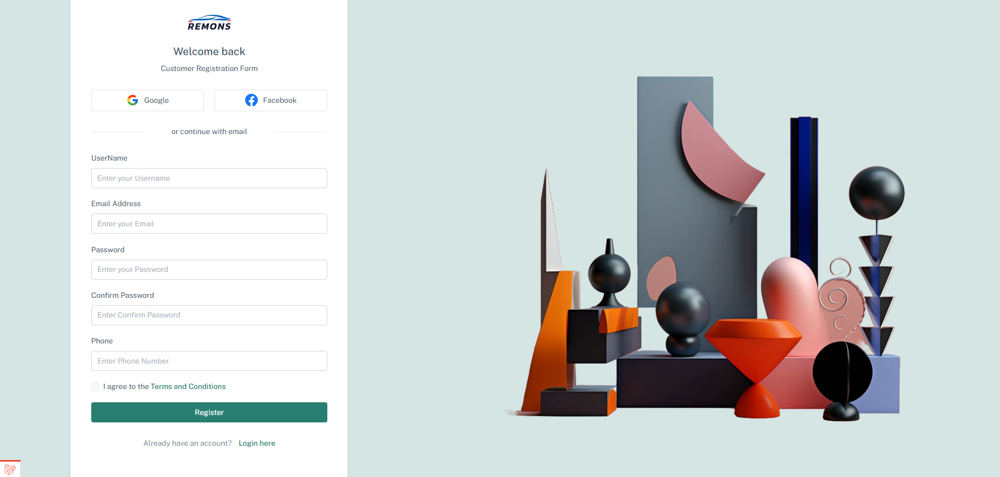 REMONS
Welcome back
Customer Registration Form
Google
Facebook
or continue with email
UserName
Enter your Username
Email Address
Enter your Email
Password
Enter your Password
Confirm Password
Enter Confirm Password
Phone
Enter Phone Number
I agree to the Terms and Conditions
Register
Already have an account? Login here